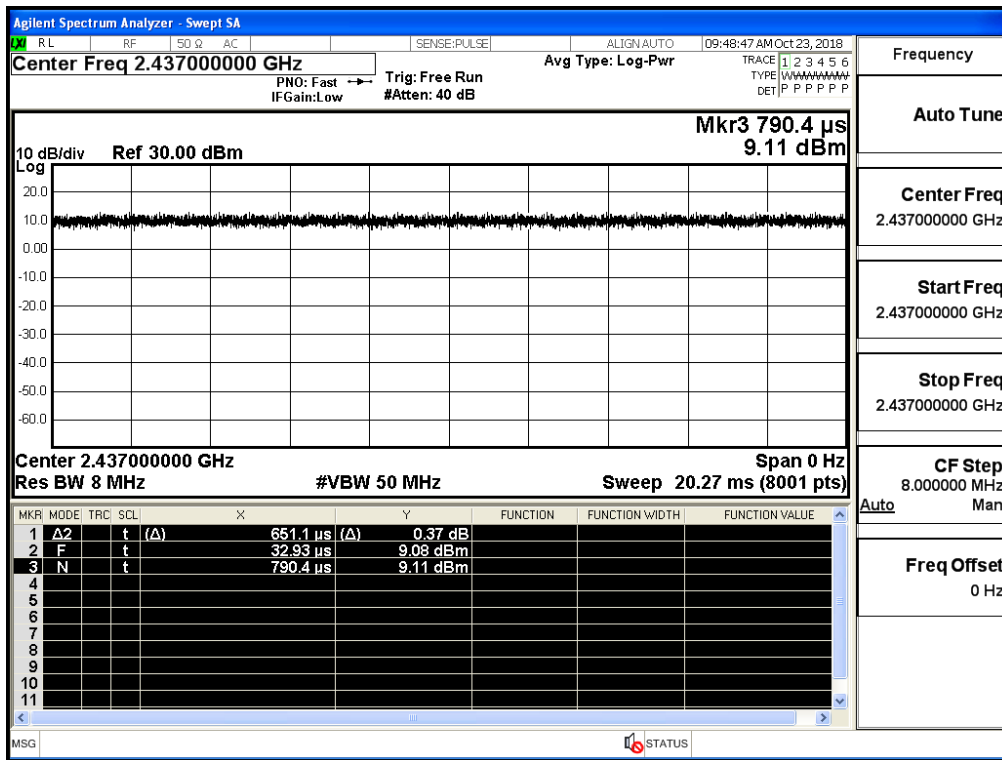 Agilent Spectrum Analyzer - Swept SA
LXI RL RF 50 Ω AC SENSE:PULSE ALIGN AUTO 09:48:47 AM Oct 23, 2018
Center Freq 2.437000000 GHz
PNO: Fast
IFGain:Low
Trig: Free Run
#Atten: 40 dB
Avg Type: Log-Pwr
TRACE 1 2 3 4 5 6
TYPE WWWWWW
DET P P P P P P
Mkr3 790.4 µs
9.11 dBm
10 dB/div Ref 30.00 dBm
Log
20.0
10.0
0.00
-10.0
-20.0
-30.0
-40.0
-50.0
-60.0
Center 2.437000000 GHz Span 0 Hz
Res BW 8 MHz #VBW 50 MHz Sweep 20.27 ms (8001 pts)
MKR MODE TRC SCL X Y FUNCTION FUNCTION WIDTH FUNCTION VALUE
1 Δ2 t (Δ) 651.1 µs (Δ) 0.37 dB
2 F t 32.93 µs 9.08 dBm
3 N t 790.4 µs 9.11 dBm
4
5
6
7
8
9
10
11
MSG STATUS
Frequency
Auto Tune
Center Freq
2.437000000 GHz
Start Freq
2.437000000 GHz
Stop Freq
2.437000000 GHz
CF Step
8.000000 MHz
Auto Man
Freq Offset
0 Hz